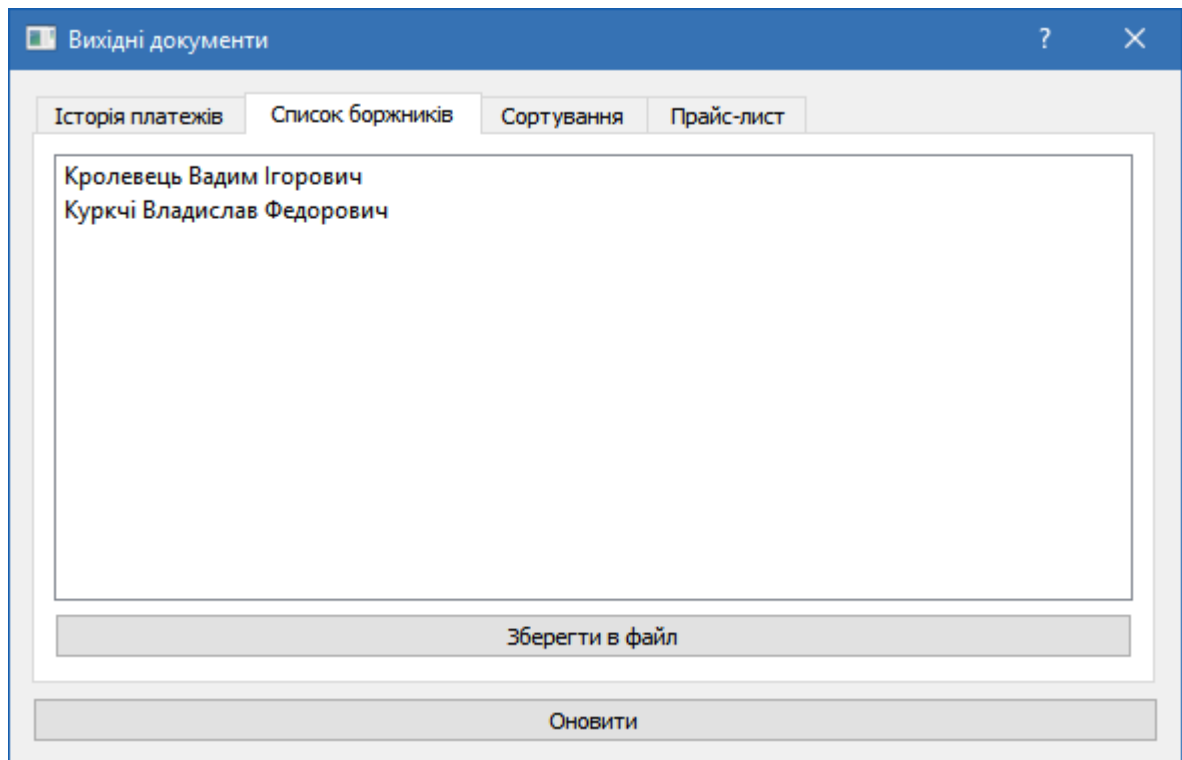 Вихідні документи ?
Історія платежів Список боржників Сортування Прайс-лист
Кролевець Вадим Ігорович
Куркчі Владислав Федорович
Зберегти в файл
Оновити